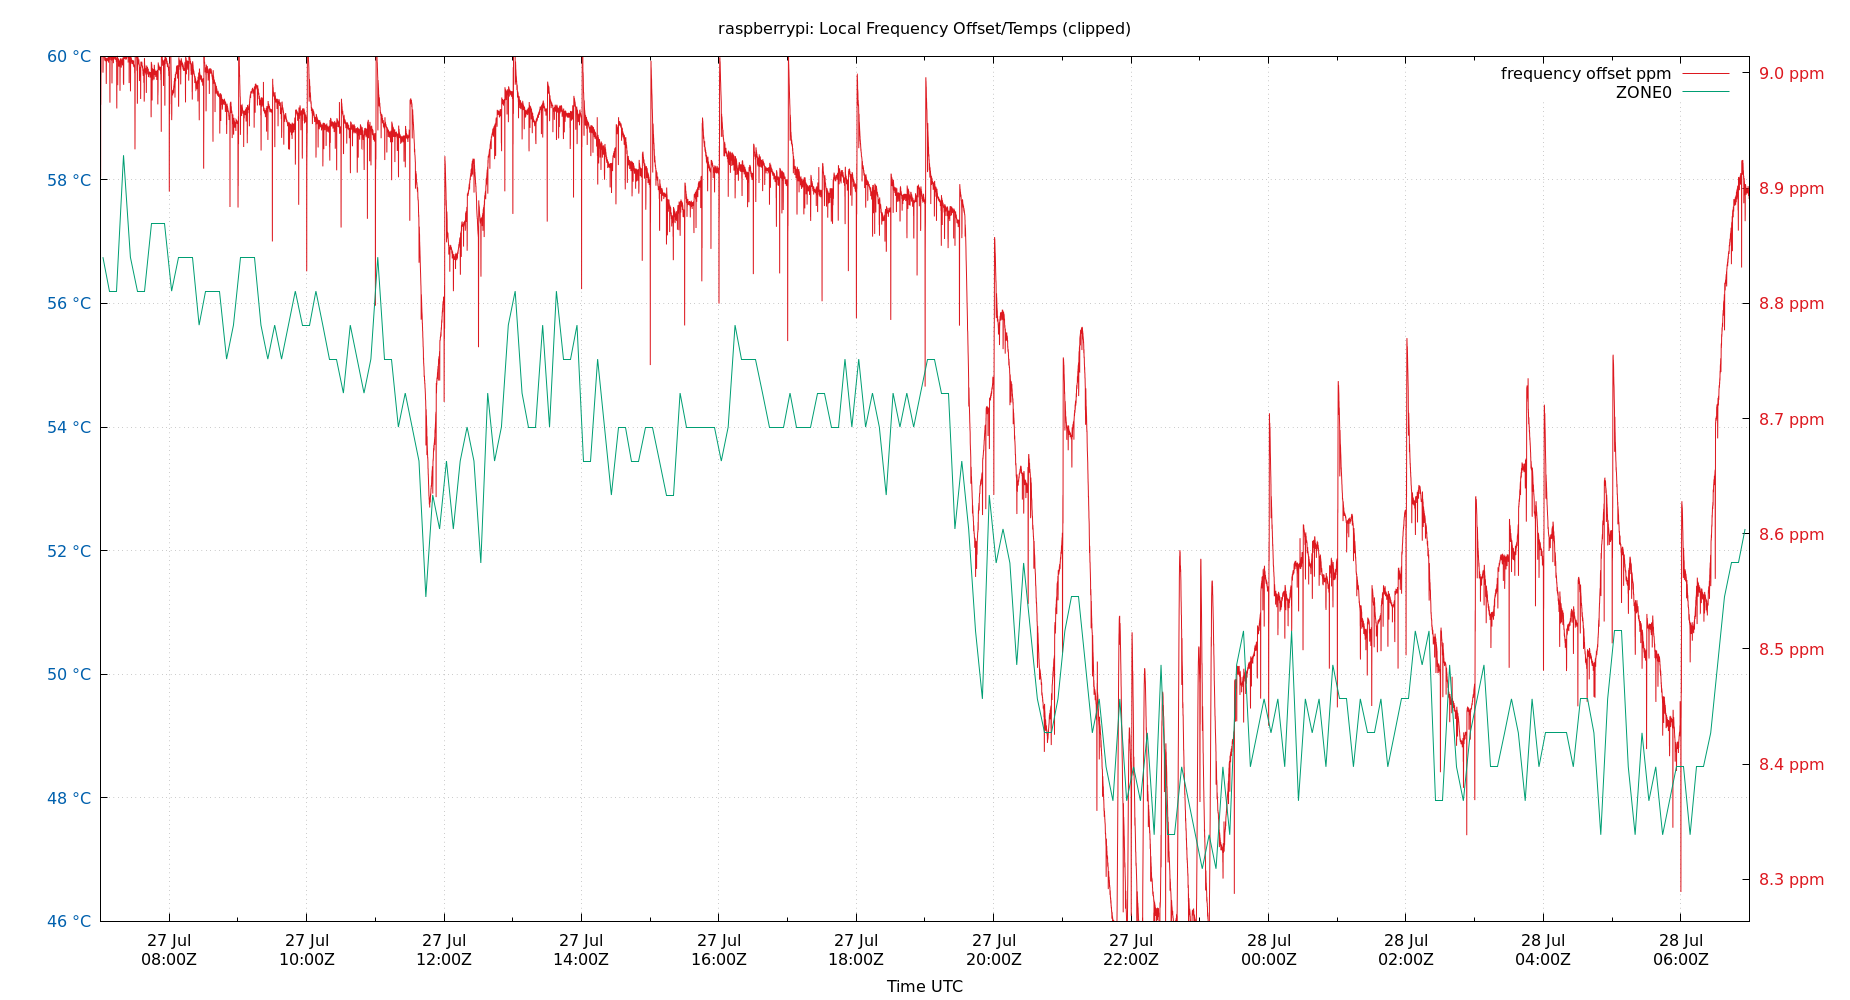 raspberrypi: Local Frequency Offset/Temps (clipped)
60 °C
58 °C
56 °C
54 °C
52 °C
50 °C
48 °C
46 °C
frequency offset ppm
ZONE0
9.0 ppm
8.9 ppm
8.8 ppm
8.7 ppm
8.6 ppm
8.5 ppm
8.4 ppm
8.3 ppm
27 Jul
08:00Z
27 Jul
10:00Z
27 Jul
12:00Z
27 Jul
14:00Z
27 Jul
16:00Z
27 Jul
18:00Z
27 Jul
20:00Z
27 Jul
22:00Z
28 Jul
00:00Z
28 Jul
02:00Z
28 Jul
04:00Z
28 Jul
06:00Z
Time UTC